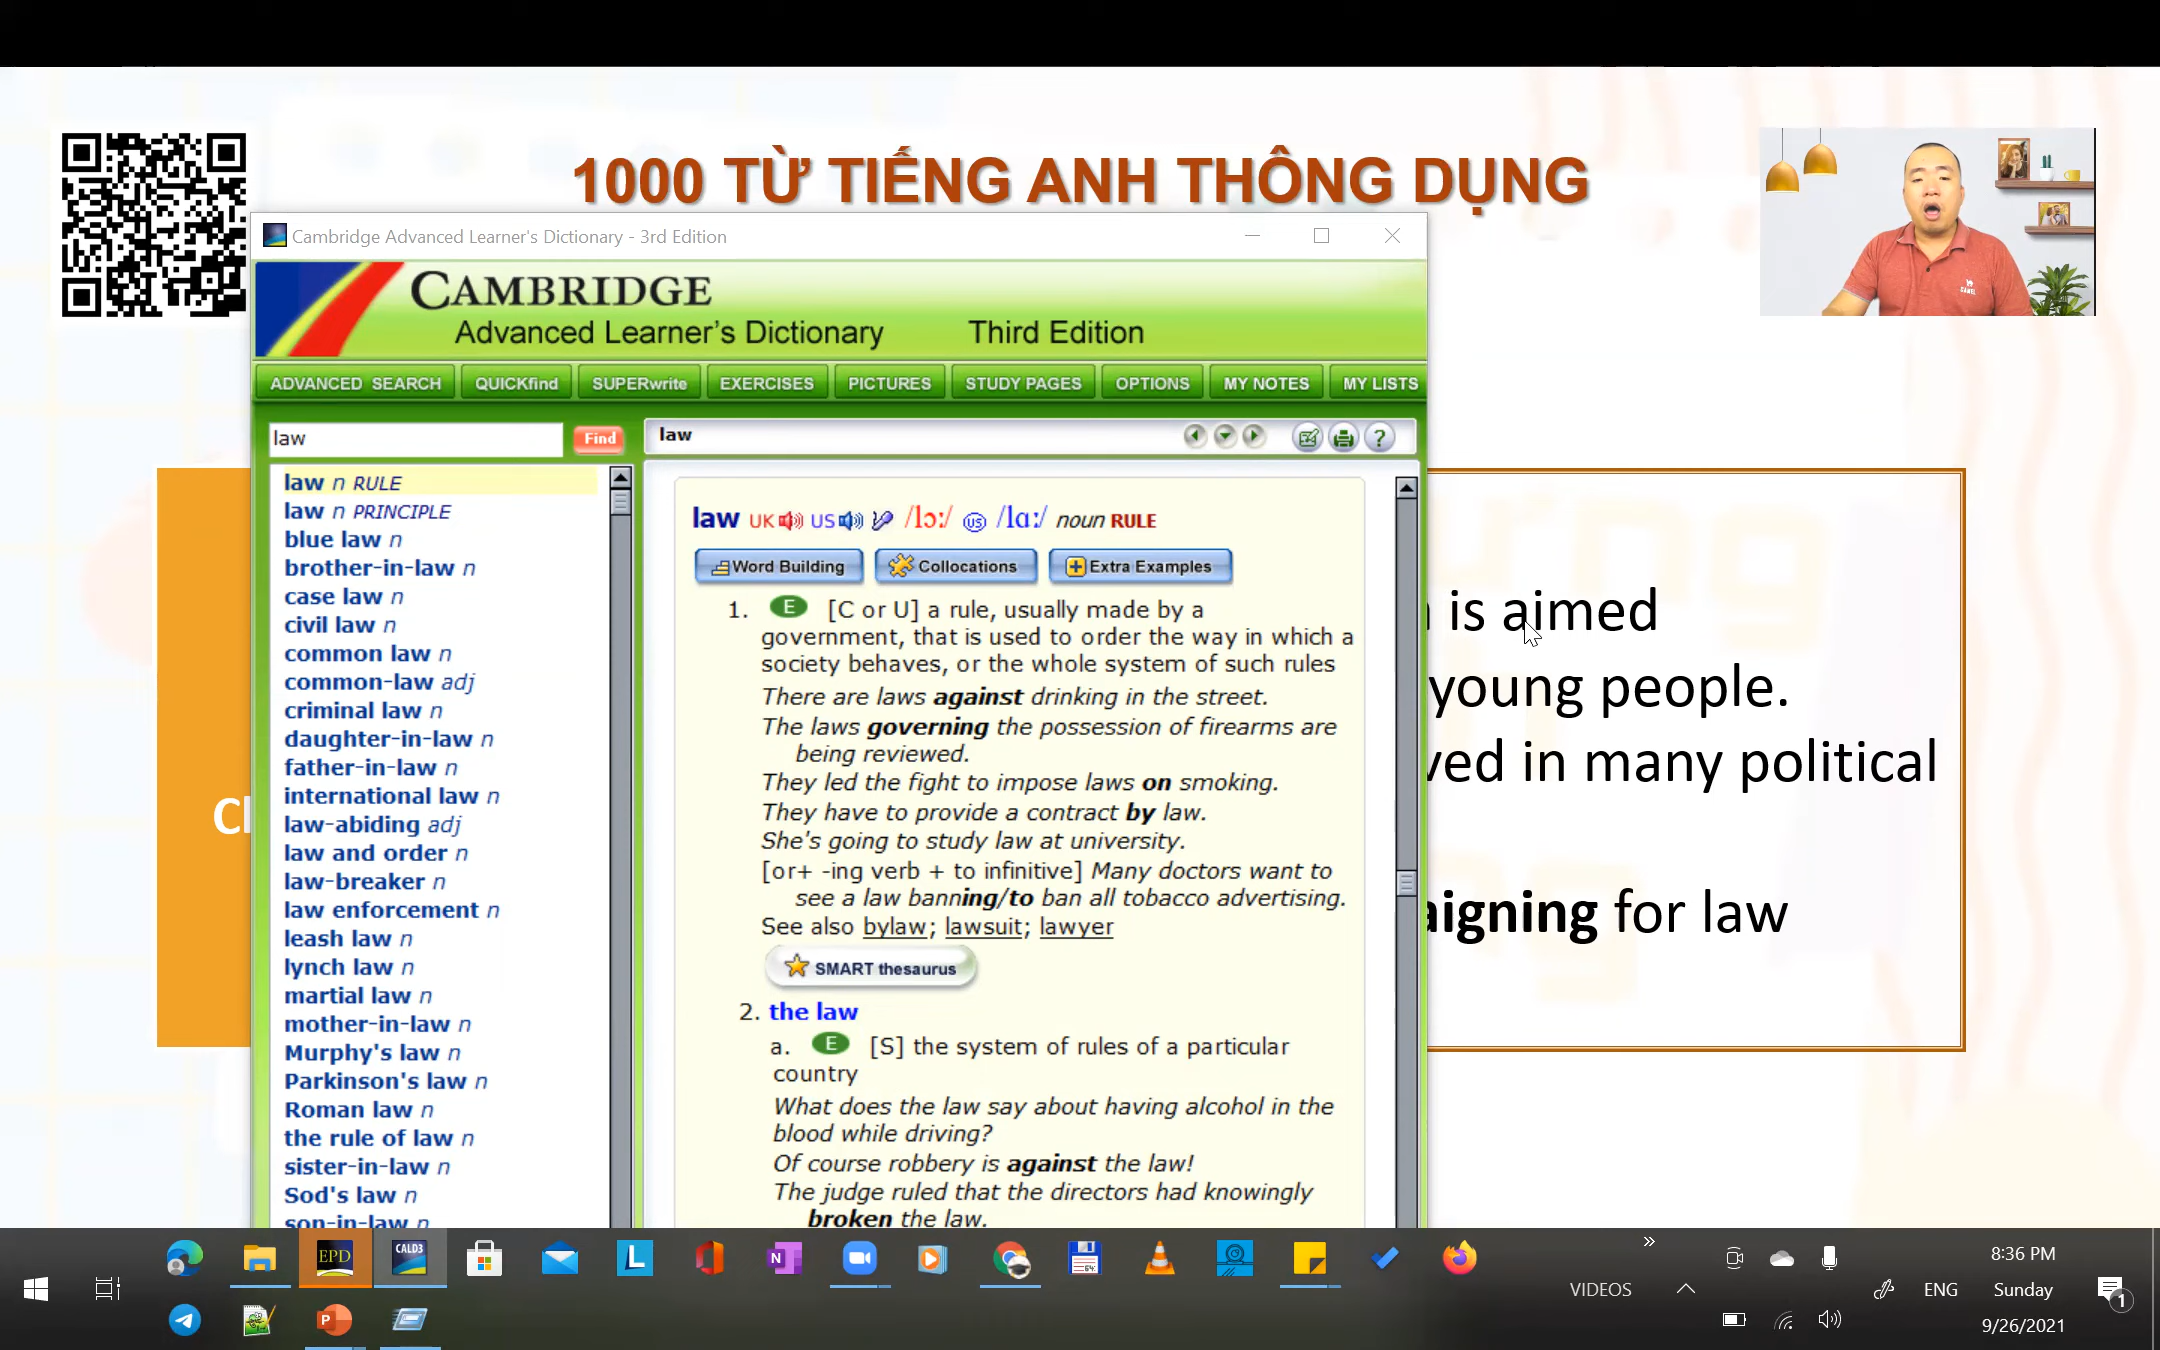 1000 TỪ TIẾNG ANH THÔNG DỤNG
Cambridge Advanced Learner's Dictionary - 3rd Edition
CAMBRIDGE
Advanced Learner's Dictionary Third Edition
ADVANCED SEARCH QUICKfind SUPERwrite EXERCISES PICTURES STUDY PAGES OPTIONS MY NOTES MY LISTS
law Find
law
law n RULE
law n PRINCIPLE
blue law n
brother-in-law n
case law n
civil law n
common law n
common-law adj
criminal law n
daughter-in-law n
father-in-law n
international law n
law-abiding adj
law and order n
law-breaker n
law enforcement n
leash law n
lynch law n
martial law n
mother-in-law n
Murphy's law n
Parkinson's law n
Roman law n
the rule of law n
sister-in-law n
Sod's law n
son-in-law n
law UK US /lɔː/ US /lɑː/ noun RULE
Word Building Collocations Extra Examples
1. E [C or U] a rule, usually made by a
government, that is used to order the way in which a
society behaves, or the whole system of such rules
There are laws against drinking in the street.
The laws governing the possession of firearms are
being reviewed.
They led the fight to impose laws on smoking.
They have to provide a contract by law.
She's going to study law at university.
[or+ -ing verb + to infinitive] Many doctors want to
see a law banning/to ban all tobacco advertising.
See also bylaw; lawsuit; lawyer
SMART thesaurus
2. the law
a. E [S] the system of rules of a particular
country
What does the law say about having alcohol in the
blood while driving?
Of course robbery is against the law!
The judge ruled that the directors had knowingly
broken the law.
is aimed
young people.
ved in many political
aigning for law
EPD CALD3
VIDEOS ENG
8:36 PM
Sunday
9/26/2021
1